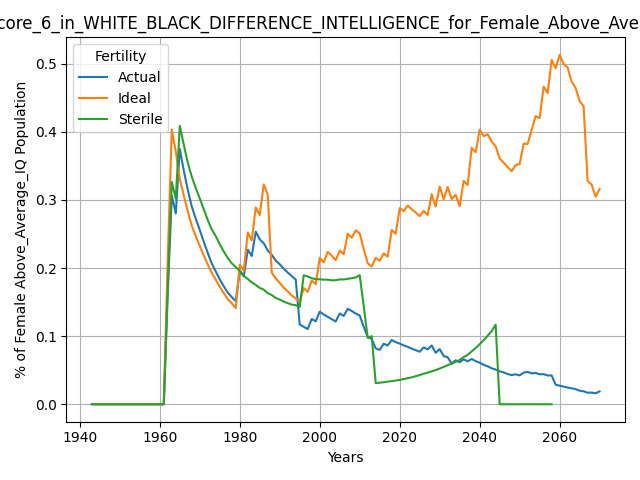 core_6_in_WHITE_BLACK_DIFFERENCE_INTELLIGENCE_for_Female_Above_Ave
Fertility
Actual
Ideal
Sterile
% of Female Above_Average_IQ Population
0.5
0.4
0.3
0.2
0.1
0.0
1940 1960 1980 2000 2020 2040 2060
Years